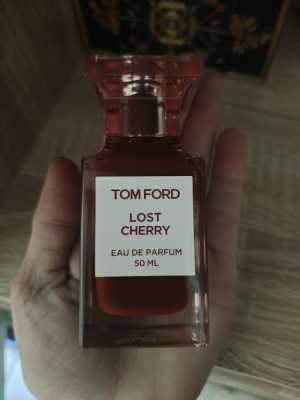 TOM FORD
LOST
CHERRY
EAU DE PARFUM
50 ML